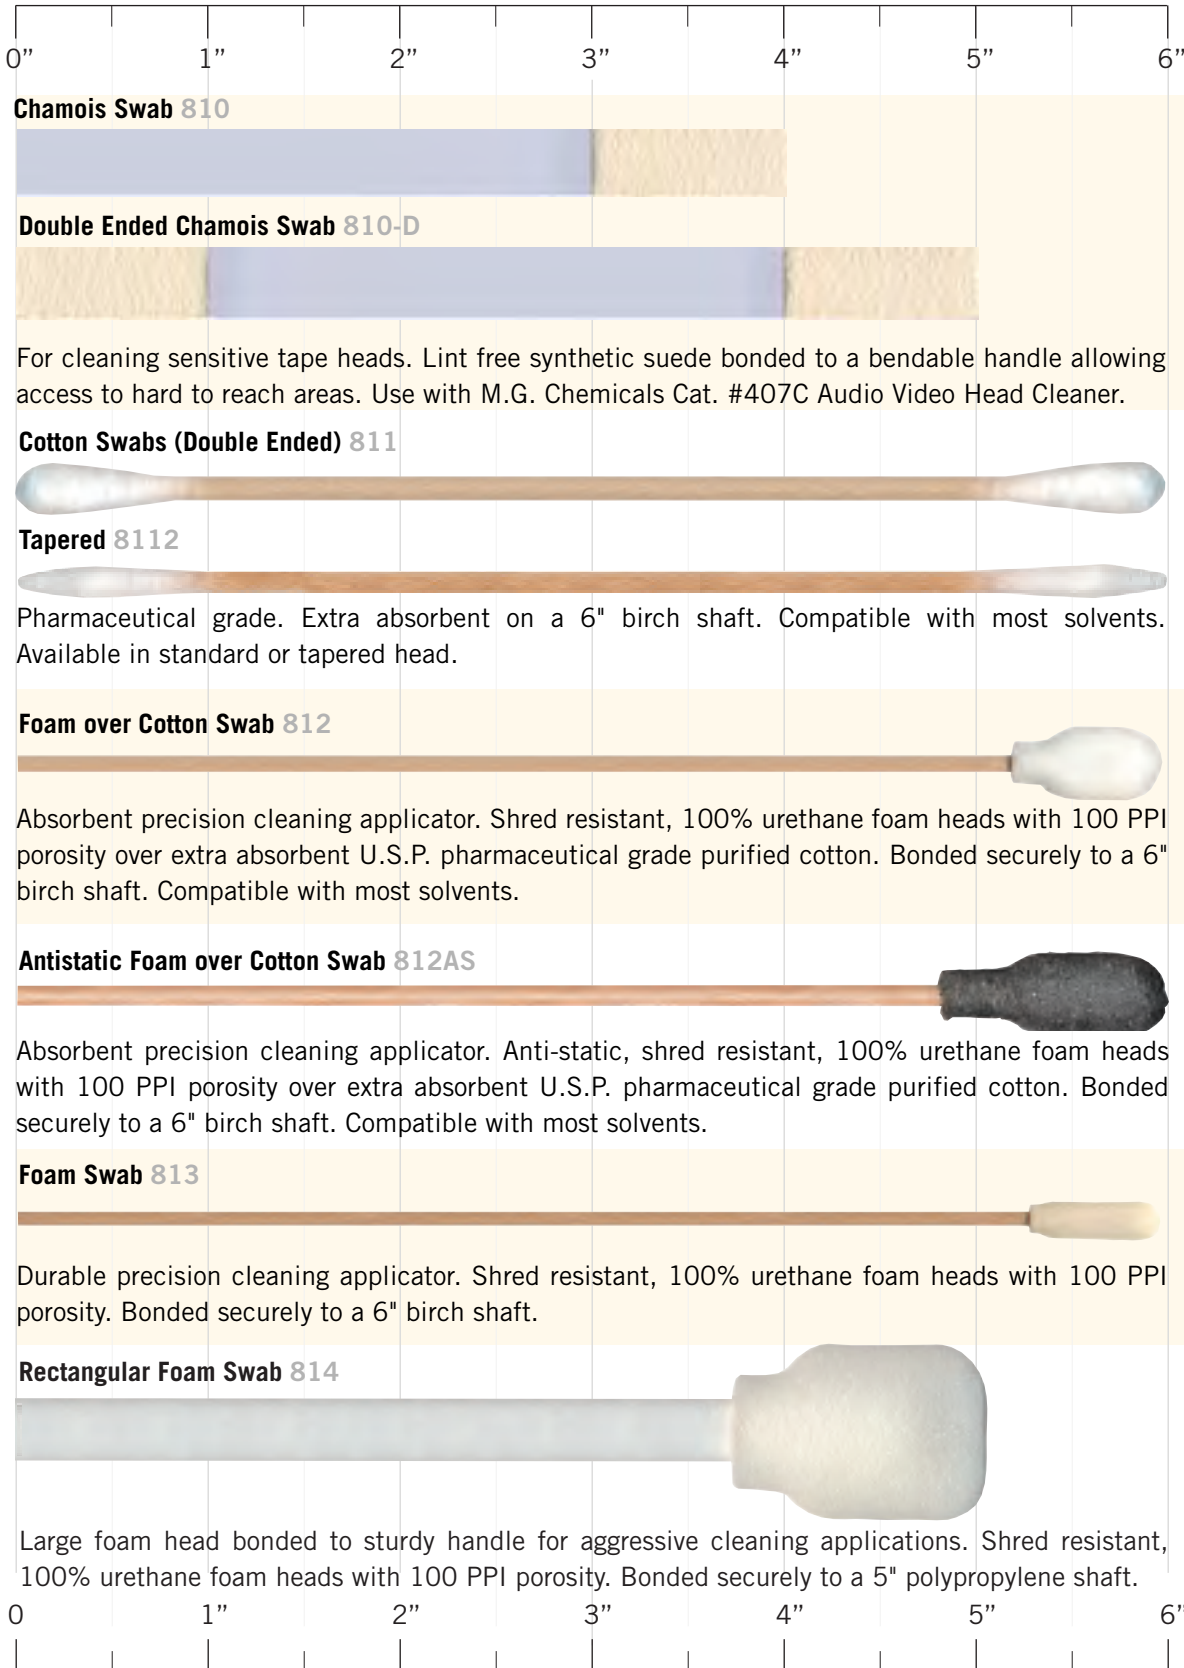 0” 1” 2” 3” 4” 5” 6”
Chamois Swab 810
Double Ended Chamois Swab 810-D
For cleaning sensitive tape heads. Lint free synthetic suede bonded to a bendable handle allowing
access to hard to reach areas. Use with M.G. Chemicals Cat. #407C Audio Video Head Cleaner.
Cotton Swabs (Double Ended) 811
Tapered 8112
Pharmaceutical grade. Extra absorbent on a 6" birch shaft. Compatible with most solvents.
Available in standard or tapered head.
Foam over Cotton Swab 812
Absorbent precision cleaning applicator. Shred resistant, 100% urethane foam heads with 100 PPI
porosity over extra absorbent U.S.P. pharmaceutical grade purified cotton. Bonded securely to a 6"
birch shaft. Compatible with most solvents.
Antistatic Foam over Cotton Swab 812AS
Absorbent precision cleaning applicator. Anti-static, shred resistant, 100% urethane foam heads
with 100 PPI porosity over extra absorbent U.S.P. pharmaceutical grade purified cotton. Bonded
securely to a 6" birch shaft. Compatible with most solvents.
Foam Swab 813
Durable precision cleaning applicator. Shred resistant, 100% urethane foam heads with 100 PPI
porosity. Bonded securely to a 6" birch shaft.
Rectangular Foam Swab 814
Large foam head bonded to sturdy handle for aggressive cleaning applications. Shred resistant,
100% urethane foam heads with 100 PPI porosity. Bonded securely to a 5" polypropylene shaft.
0 1” 2” 3” 4” 5” 6”